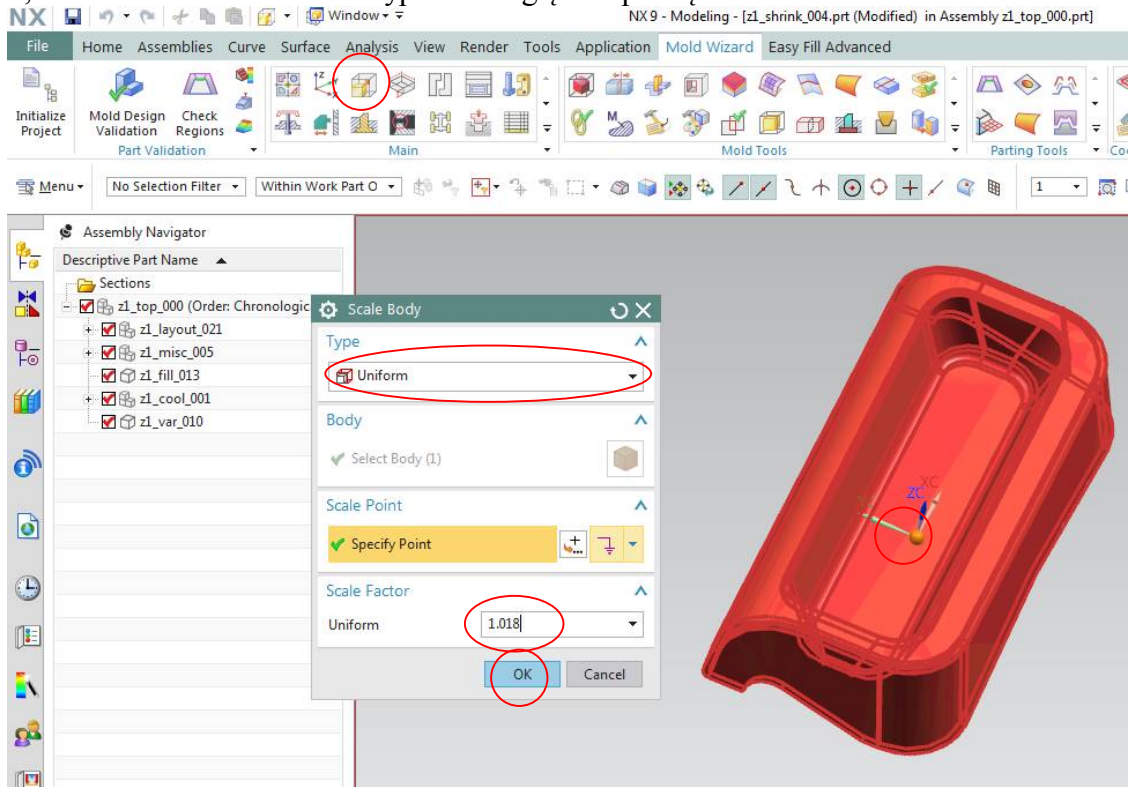 NX Window NX 9 - Modeling - [z1_shrink_004.prt (Modified) in Assembly z1_top_000.prt]
File Home Assemblies Curve Surface Analysis View Render Tools Application Mold Wizard Easy Fill Advanced
Initialize Project
Mold Design Validation
Check Regions
Part Validation Main Mold Tools Parting Tools
Menu No Selection Filter Within Work Part O 1
Assembly Navigator
Descriptive Part Name
Sections
z1_top_000 (Order: Chronologic
z1_layout_021
z1_misc_005
z1_fill_013
z1_cool_001
z1_var_010
Scale Body
Type
Uniform
Body
Select Body (1)
Scale Point
Specify Point
Scale Factor
Uniform 1.018
OK Cancel
XC
ZC